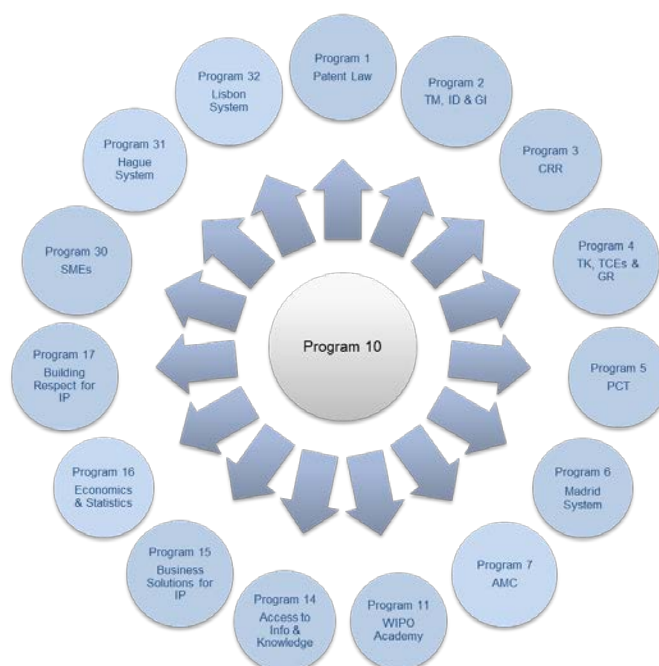 Program 1
Patent Law
Program 2
TM, ID & GI
Program 3
CRR
Program 4
TK, TCEs &
GR
Program 5
PCT
Program 6
Madrid
System
Program 7
AMC
Program 11
WIPO
Academy
Program 14
Access to
Info &
Knowledge
Program 15
Business
Solutions for
IP
Program 16
Economics
& Statistics
Program 17
Building
Respect for
IP
Program 30
SMEs
Program 31
Hague
System
Program 32
Lisbon
System
Program 10